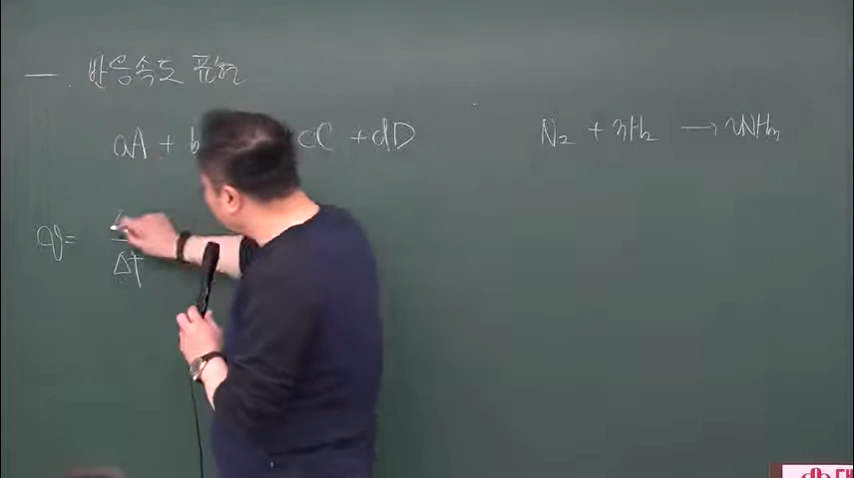 — 반응속도 표현
aA + b cC + dD
N₂ + 3H₂ → 2NH₃
v =
Δt